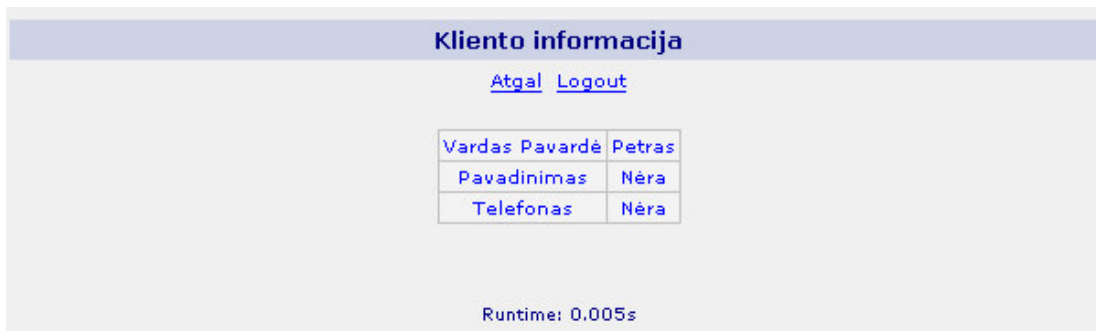 Kliento informacija
Atgal Logout
Vardas Pavardė Petras
Pavadinimas Nėra
Telefonas Nėra
Runtime: 0.005s